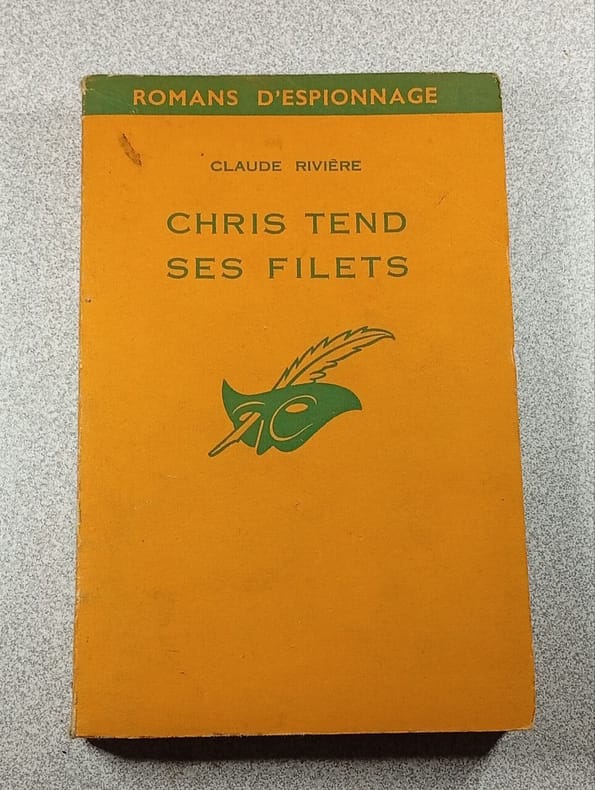 ROMANS D'ESPIONNAGE
CLAUDE RIVIÈRE
CHRIS TEND
SES FILETS